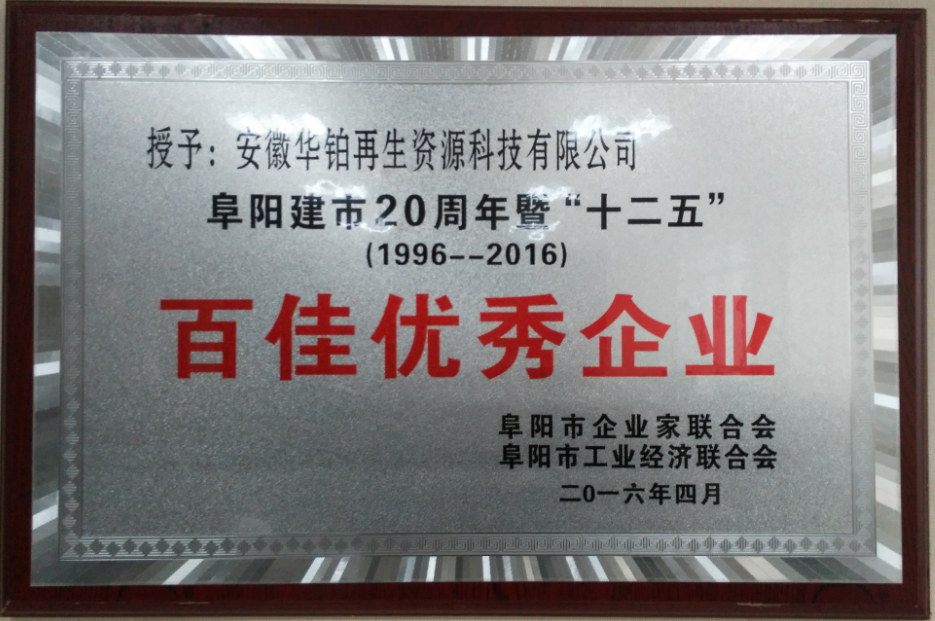 授予：安徽华铂再生资源科技有限公司
阜阳建市20周年暨“十二五”
(1996--2016)
百佳优秀企业
阜阳市企业家联合会
阜阳市工业经济联合会
二0一六年四月